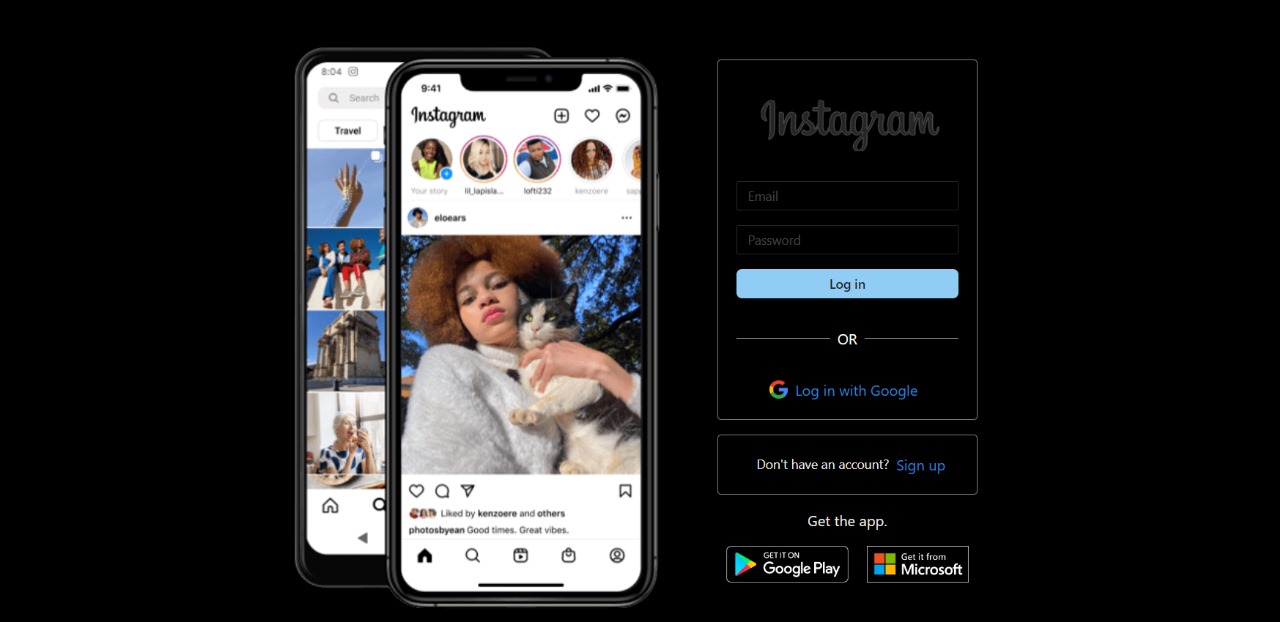 8:04
Search
Travel
9:41
Instagram
Your story
lil_lapisla...
lofti232
kenzoere
eloears
Liked by kenzoere and others
photosbyean Good times. Great vibes.
Instagram
Email
Password
Log in
OR
Log in with Google
Don't have an account? Sign up
Get the app.
GET IT ON
Google Play
Get it from
Microsoft